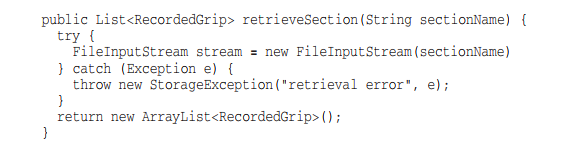 public List<RecordedGrip> retrieveSection(String sectionName) {
try {
FileInputStream stream = new FileInputStream(sectionName)
} catch (Exception e) {
throw new StorageException("retrieval error", e);
}
return new ArrayList<RecordedGrip>();
}